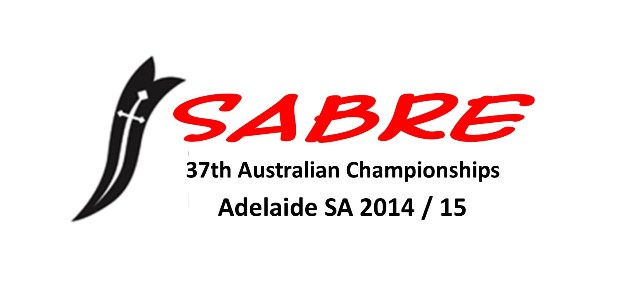 SABRE
37th Australian Championships
Adelaide SA 2014 / 15